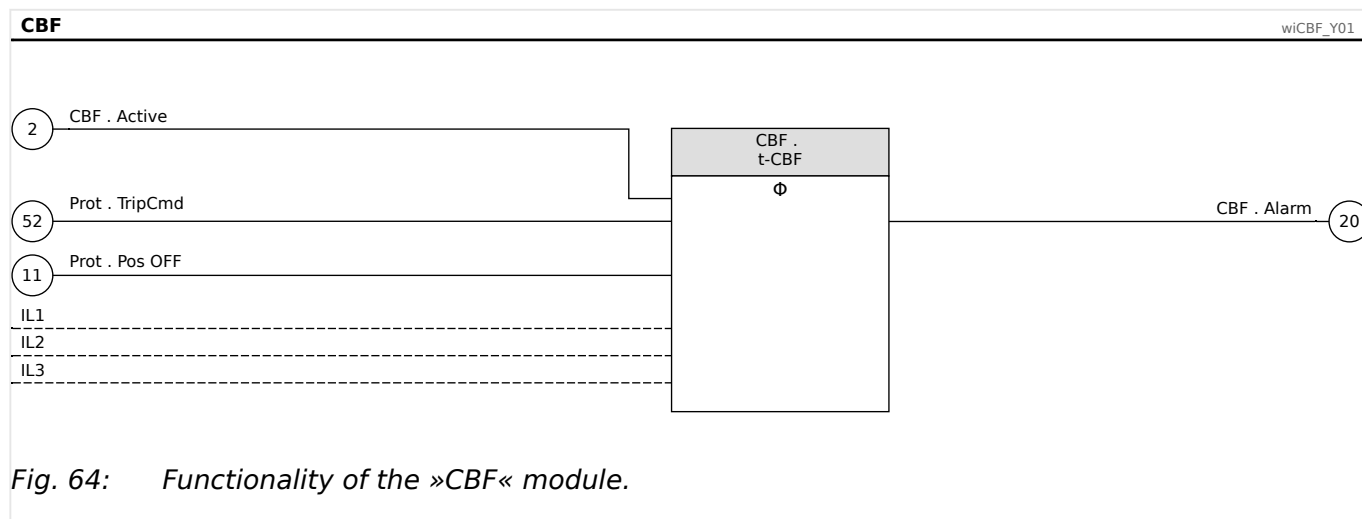 CBF wiCBF_Y01
CBF . Active
2
CBF .
t-CBF
Φ
Prot . TripCmd
52
CBF . Alarm
20
Prot . Pos OFF
11
IL1
IL2
IL3
Fig. 64: Functionality of the »CBF« module.